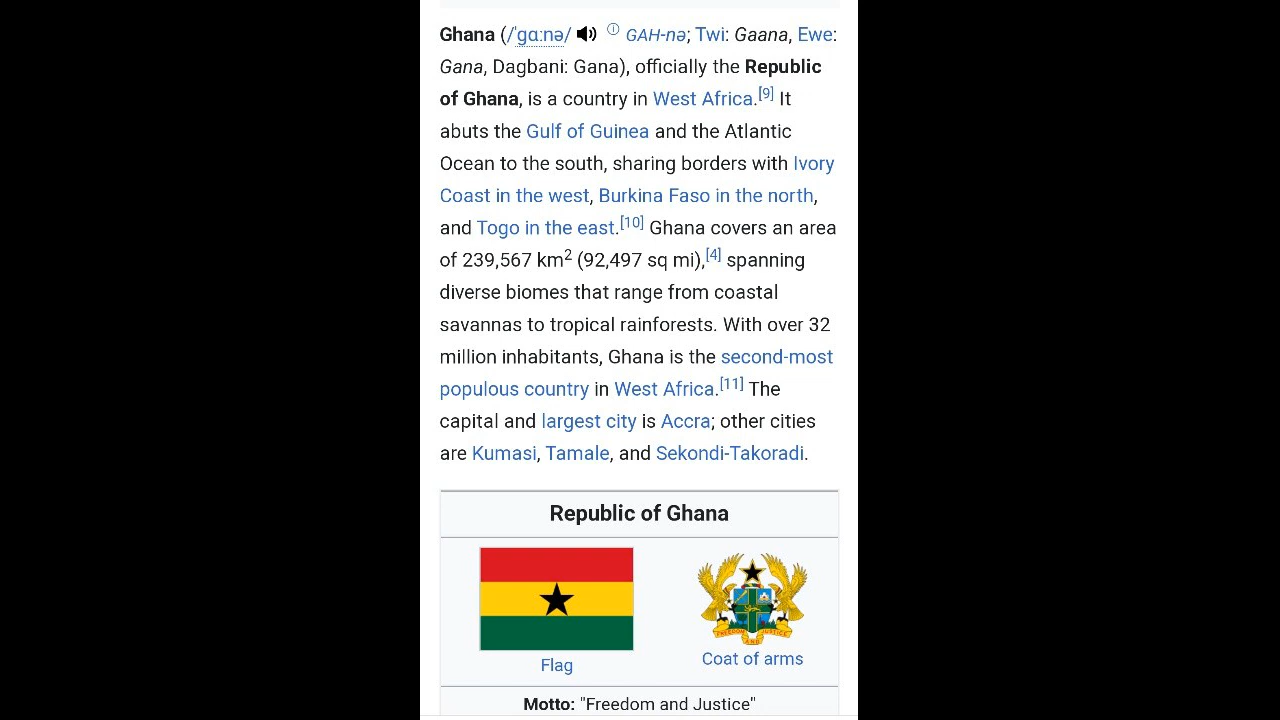 Ghana (/ˈɡɑːnə/ ⓘ GAH-nə; Twi: Gaana, Ewe:
Gana, Dagbani: Gana), officially the Republic
of Ghana, is a country in West Africa.[9] It
abuts the Gulf of Guinea and the Atlantic
Ocean to the south, sharing borders with Ivory
Coast in the west, Burkina Faso in the north,
and Togo in the east.[10] Ghana covers an area
of 239,567 km² (92,497 sq mi),[4] spanning
diverse biomes that range from coastal
savannas to tropical rainforests. With over 32
million inhabitants, Ghana is the second-most
populous country in West Africa.[11] The
capital and largest city is Accra; other cities
are Kumasi, Tamale, and Sekondi-Takoradi.
Republic of Ghana
FREEDOM AND JUSTICE
Flag
Coat of arms
Motto: "Freedom and Justice"